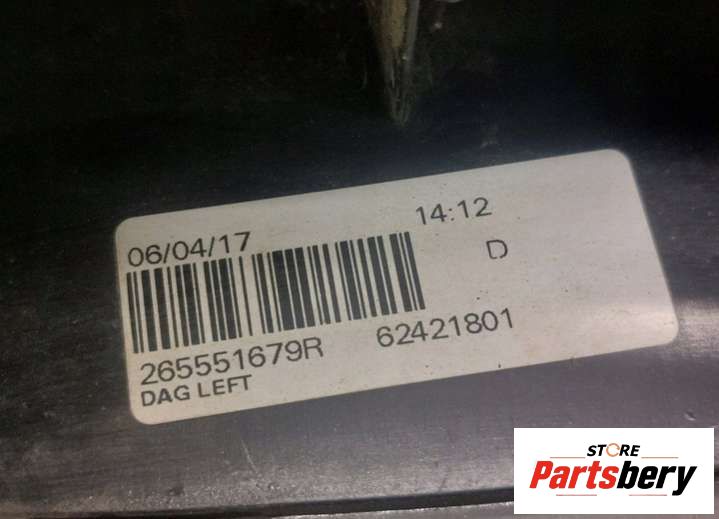 06/04/17 14:12
D
265551679R 62421801
DAG LEFT
STORE
Partsbery